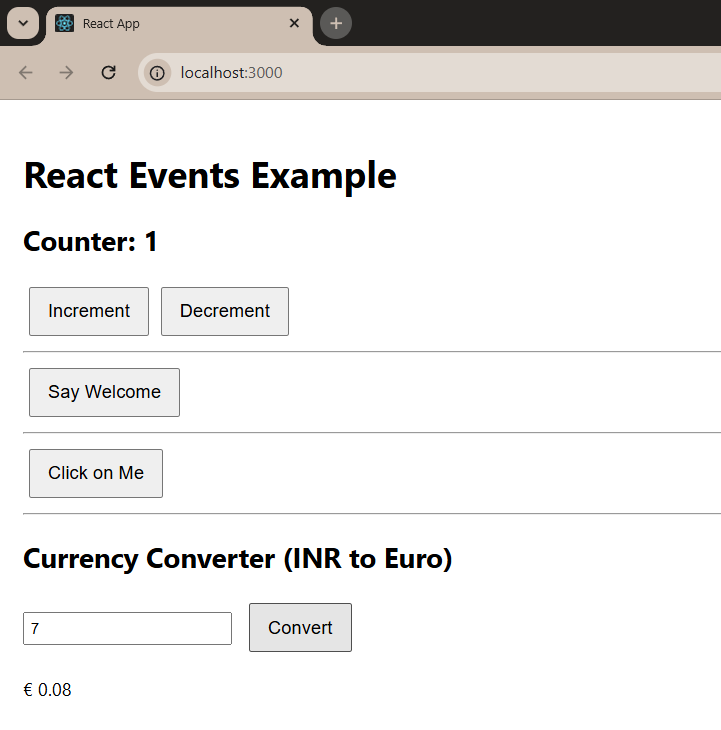 React App
localhost:3000
React Events Example
Counter: 1
Increment Decrement
Say Welcome
Click on Me
Currency Converter (INR to Euro)
7 Convert
€ 0.08